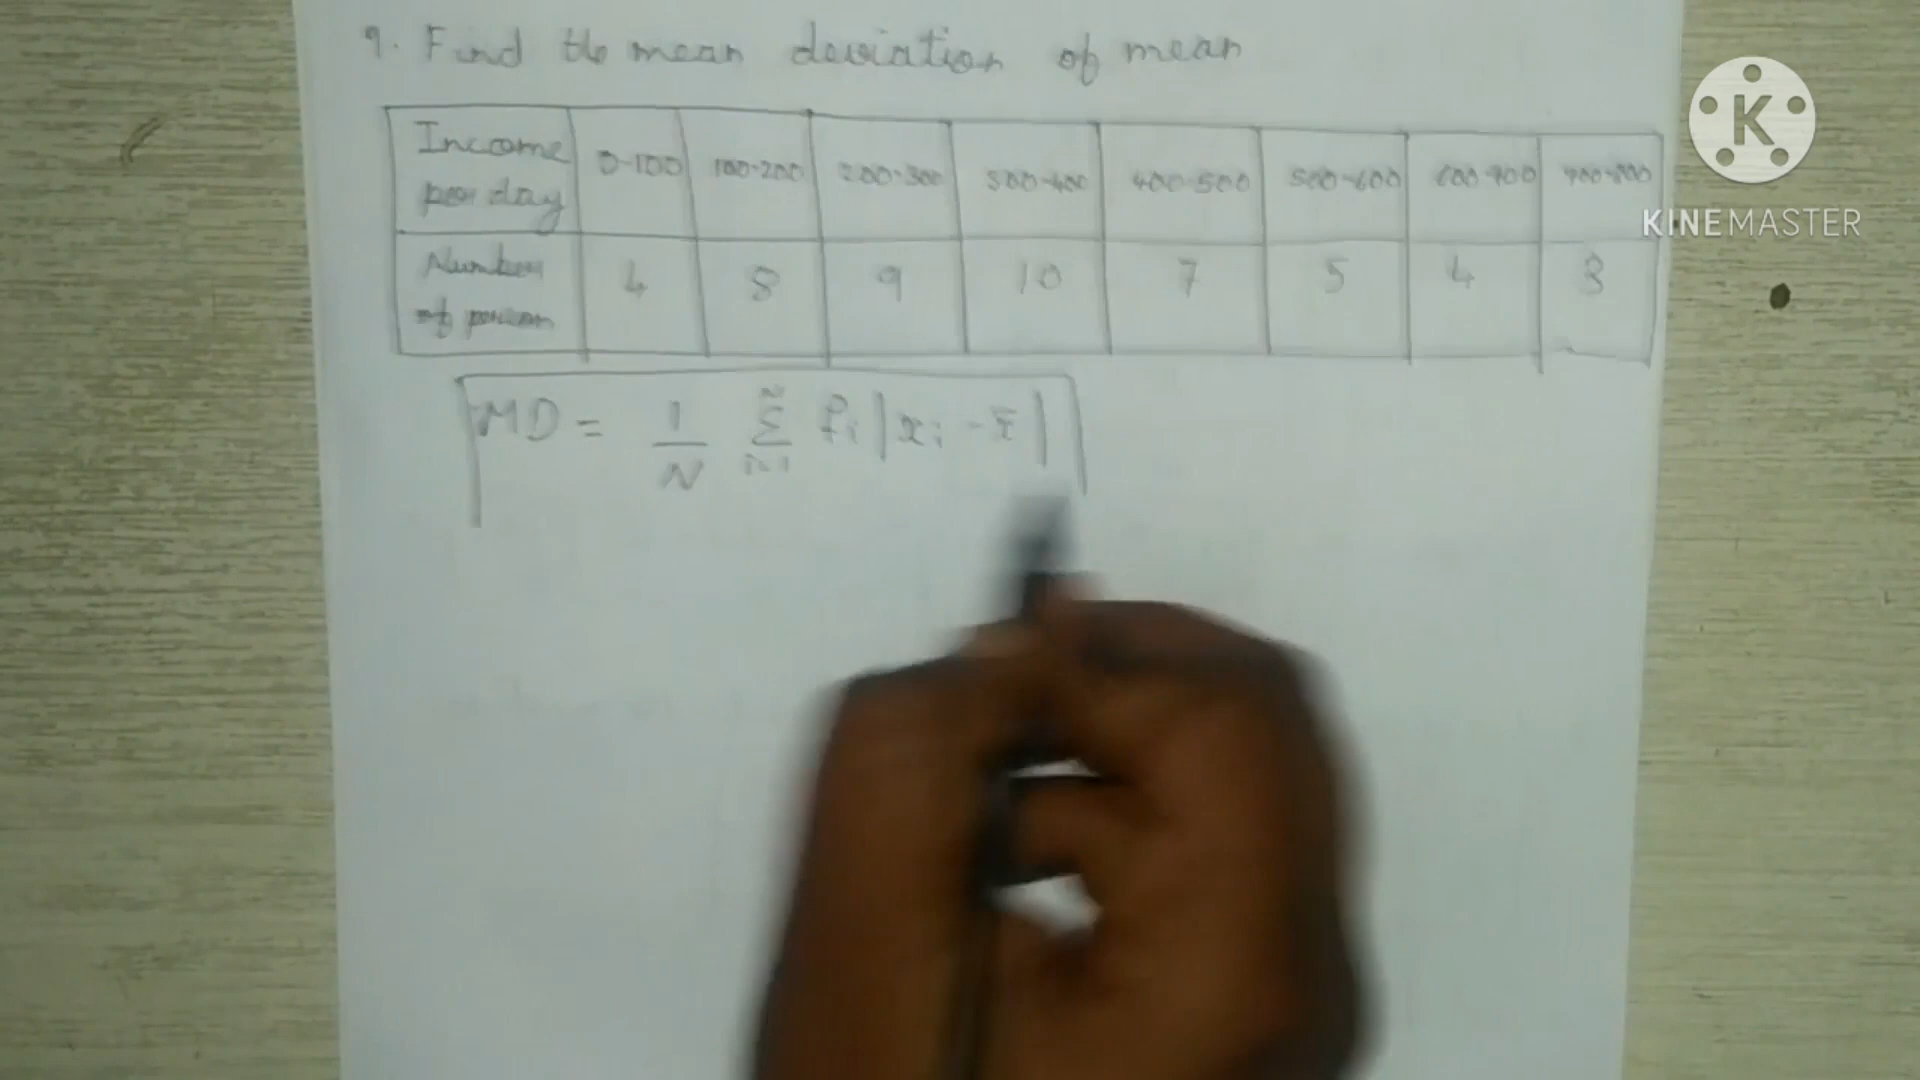 9. Find the mean deviation of mean
Income per day 0-100 100-200 200-300 300-400 400-500 500-600 600-700 700-800
Number of person 4 8 9 10 7 5 4 3
MD = 1/N N Σ i=1 fi |xi - x̄|
K
KINEMASTER